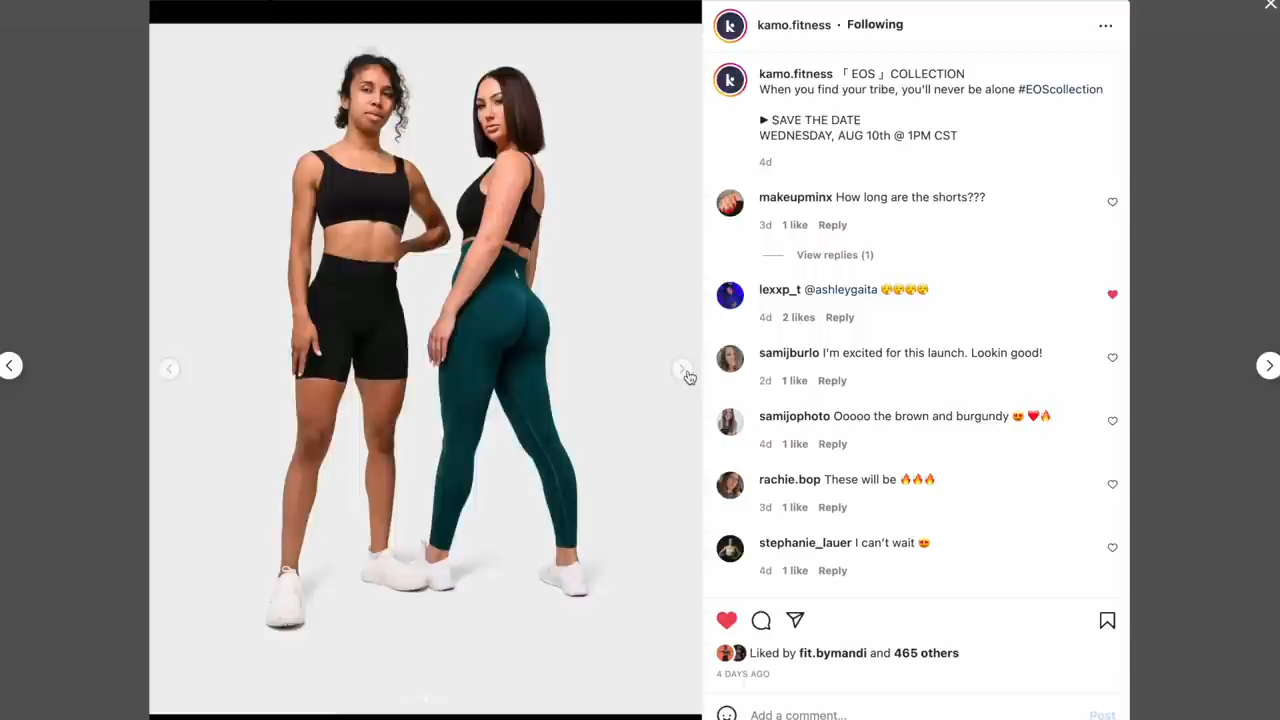 kamo.fitness · Following
kamo.fitness 「 EOS 」COLLECTION
When you find your tribe, you'll never be alone #EOScollection
► SAVE THE DATE
WEDNESDAY, AUG 10th @ 1PM CST
4d
makeupminx How long are the shorts???
3d 1 like Reply
View replies (1)
lexxp_t @ashleygaita 😮‍💨😮‍💨😮‍💨😮‍💨
4d 2 likes Reply
samijburlo I'm excited for this launch. Lookin good!
2d 1 like Reply
samijophoto Ooooo the brown and burgundy 😍 ❤️🔥
4d 1 like Reply
rachie.bop These will be 🔥🔥🔥
3d 1 like Reply
stephanie_lauer I can't wait 😍
4d 1 like Reply
Liked by fit.bymandi and 465 others
4 DAYS AGO
Add a comment...
Post